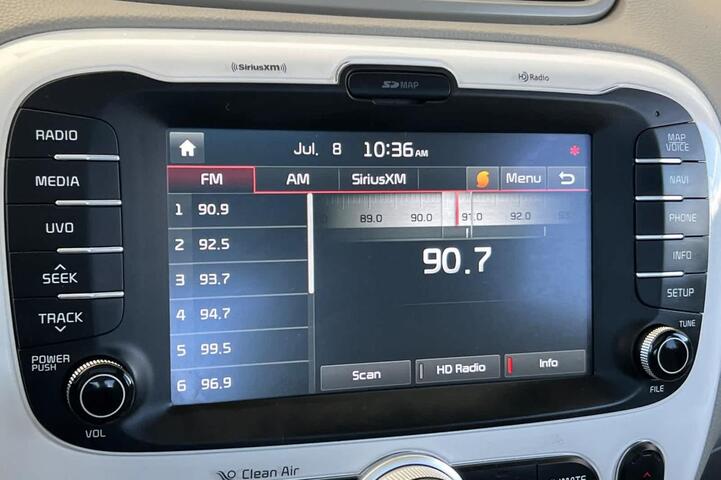 SiriusXM
HD Radio
SD MAP
RADIO
MEDIA
UVO
SEEK
TRACK
POWER
PUSH
VOL
Jul. 8 10:36 AM
FM AM SiriusXM Menu
1 90.9
2 92.5
3 93.7
4 94.7
5 99.5
6 96.9
89.0 90.0 91.0 92.0
90.7
Scan HD Radio Info
MAP
VOICE
NAVI
PHONE
INFO
SETUP
TUNE
FILE
Clean Air